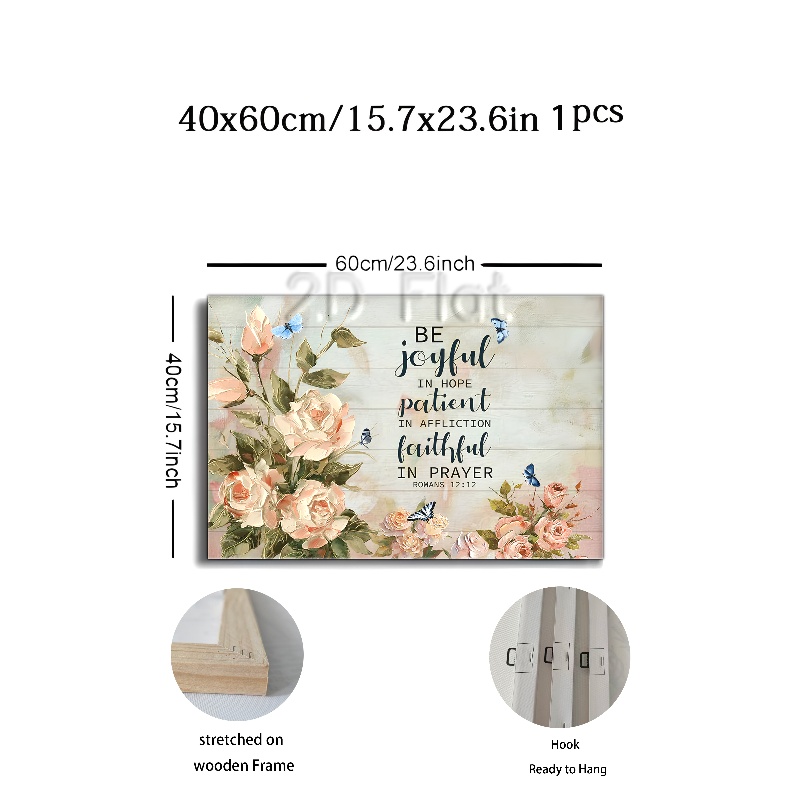 40x60cm/15.7x23.6in 1pcs
60cm/23.6inch
2D Flat
40cm/15.7inch
BE
joyful
IN HOPE
patient
IN AFFLICTION
faithful
IN PRAYER
ROMANS 12:12
stretched on
wooden Frame
Hook
Ready to Hang